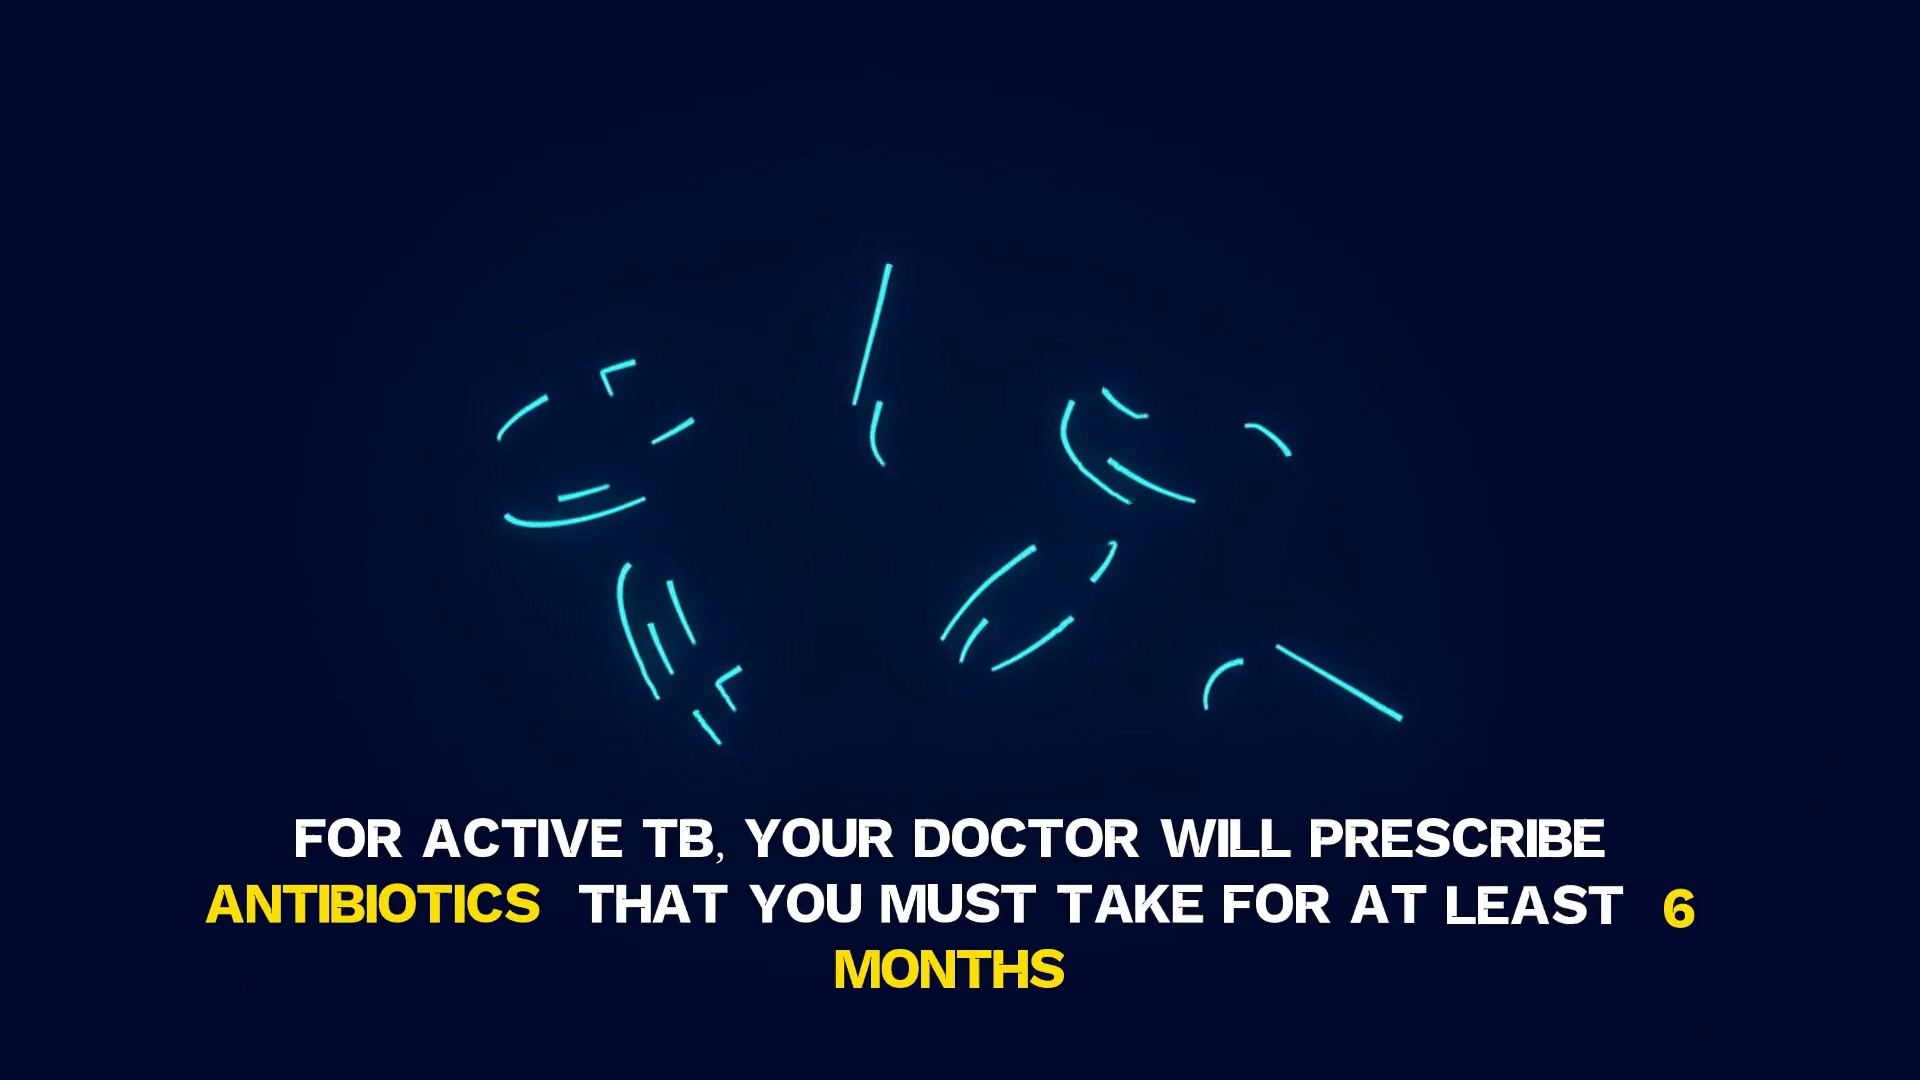 FOR ACTIVE TB, YOUR DOCTOR WILL PRESCRIBE
ANTIBIOTICS THAT YOU MUST TAKE FOR AT LEAST 6
MONTHS